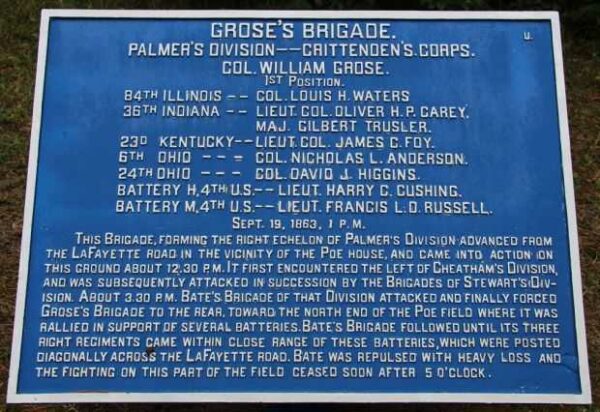 GROSE'S BRIGADE.
U.
PALMER'S DIVISION--CRITTENDEN'S CORPS.
COL. WILLIAM GROSE.
1ST POSITION.
84TH ILLINOIS -- COL. LOUIS H. WATERS
36TH INDIANA -- LIEUT. COL. OLIVER H.P. CAREY.
MAJ. GILBERT TRUSLER.
23D KENTUCKY-- LIEUT. COL. JAMES C. FOY.
6TH OHIO --- COL. NICHOLAS L. ANDERSON.
24TH OHIO --- COL. DAVID J. HIGGINS.
BATTERY H, 4TH U.S.-- LIEUT. HARRY C. CUSHING.
BATTERY M, 4TH U.S.-- LIEUT. FRANCIS L.D. RUSSELL.
SEPT. 19, 1863, 1 P.M.
THIS BRIGADE, FORMING THE RIGHT ECHELON OF PALMER'S DIVISION ADVANCED FROM
THE LAFAYETTE ROAD IN THE VICINITY OF THE POE HOUSE, AND CAME INTO ACTION ON
THIS GROUND ABOUT 12.30 P.M. IT FIRST ENCOUNTERED THE LEFT OF CHEATHAM'S DIVISION,
AND WAS SUBSEQUENTLY ATTACKED IN SUCCESSION BY THE BRIGADES OF STEWART'S DIV-
ISION. ABOUT 3.30 P.M. BATE'S BRIGADE OF THAT DIVISION ATTACKED AND FINALLY FORCED
GROSE'S BRIGADE TO THE REAR, TOWARD THE NORTH END OF THE POE FIELD WHERE IT WAS
RALLIED IN SUPPORT OF SEVERAL BATTERIES. BATE'S BRIGADE FOLLOWED UNTIL ITS THREE
RIGHT REGIMENTS CAME WITHIN CLOSE RANGE OF THESE BATTERIES, WHICH WERE POSTED
DIAGONALLY ACROSS THE LAFAYETTE ROAD. BATE WAS REPULSED WITH HEAVY LOSS AND
THE FIGHTING ON THIS PART OF THE FIELD CEASED SOON AFTER 5 O'CLOCK.